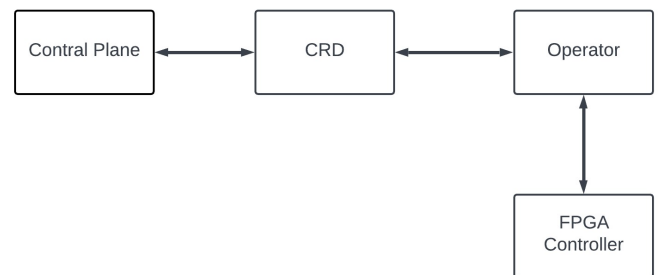 Contral Plane
CRD
Operator
FPGA
Controller